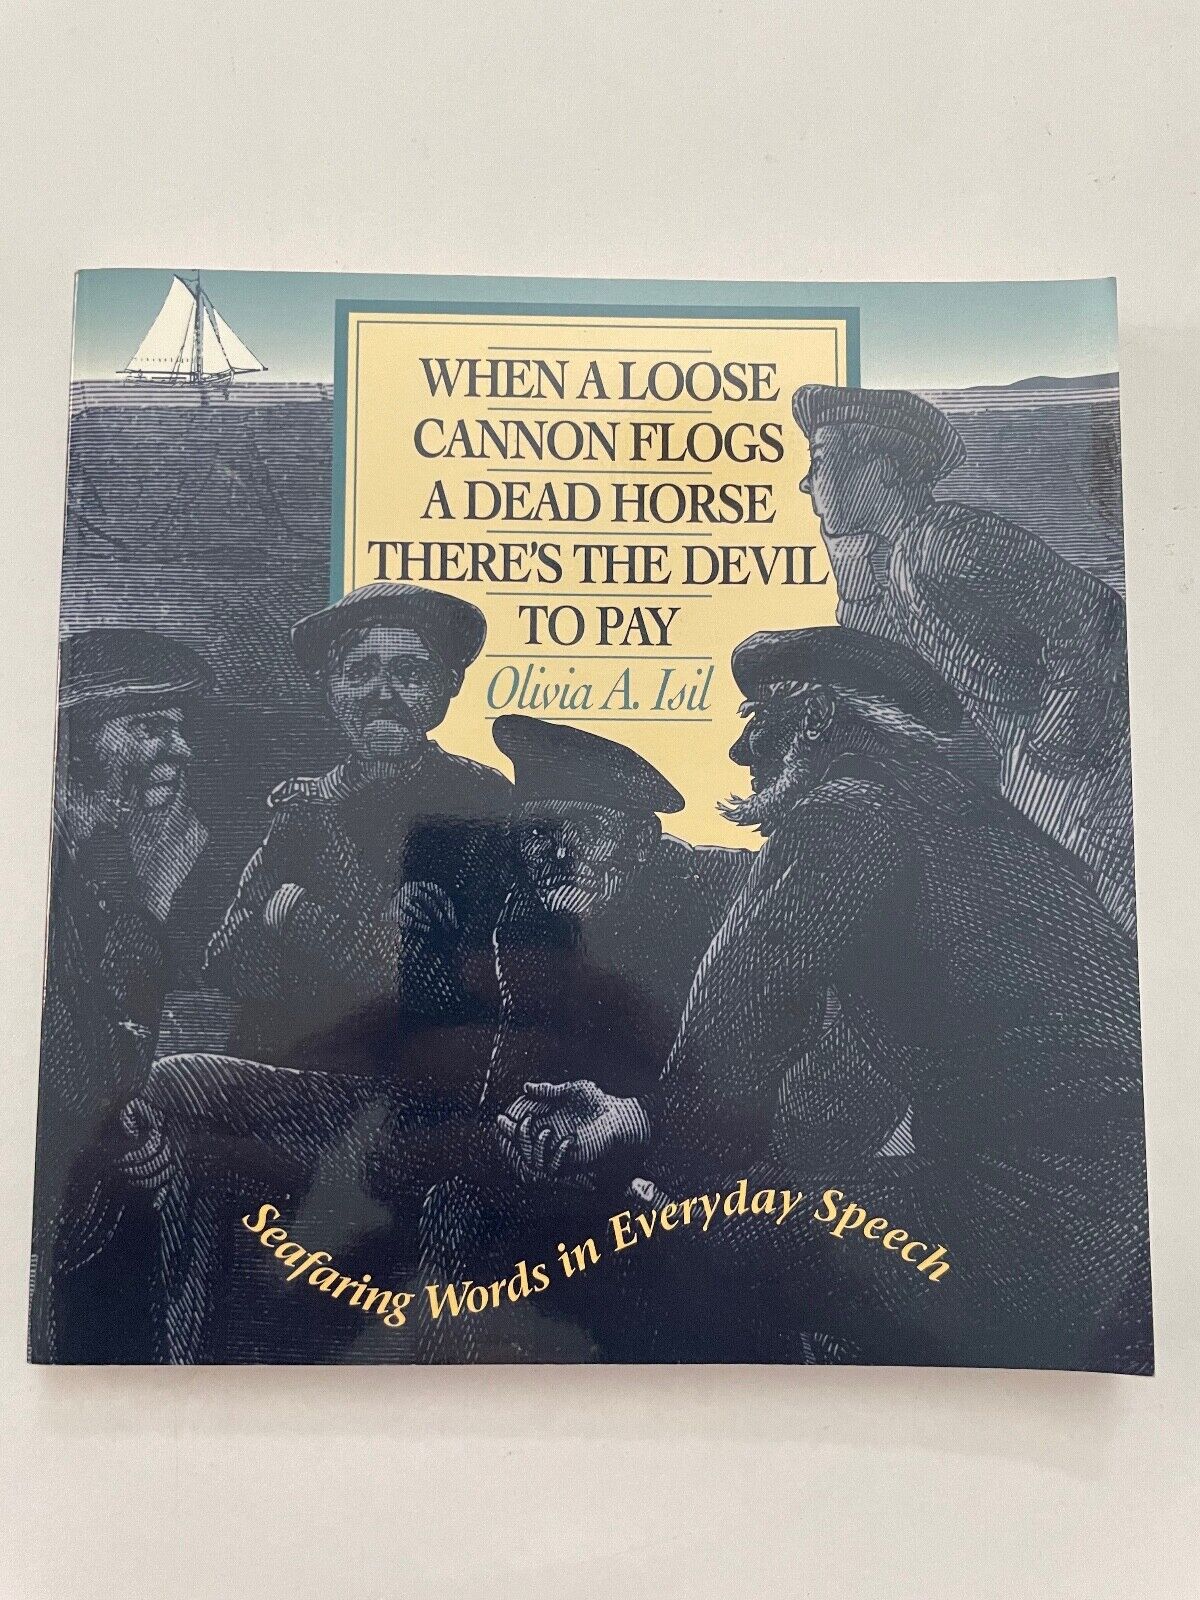 WHEN A LOOSE
CANNON FLOGS
A DEAD HORSE
THERE'S THE DEVIL
TO PAY
Olivia A. Isil
Seafaring Words in Everyday Speech